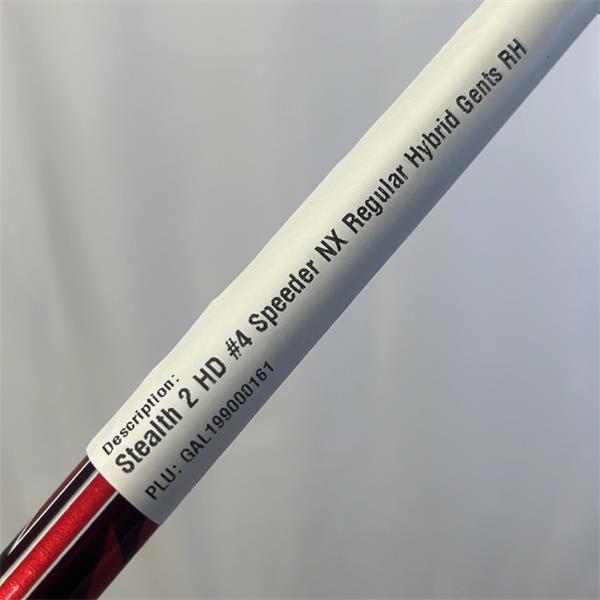 Description:
Stealth 2 HD #4 Speeder NX Regular Hybrid Gents RH
PLU: GAL199000161